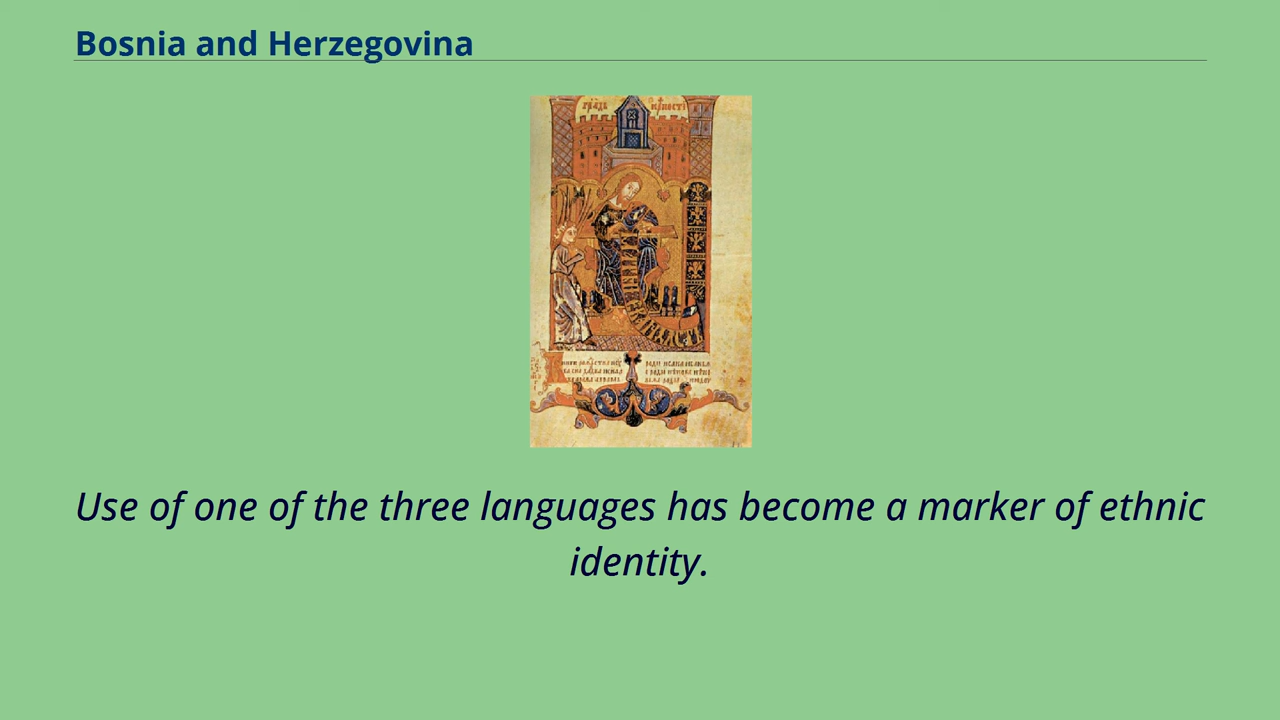 Bosnia and Herzegovina
Use of one of the three languages has become a marker of ethnic
identity.